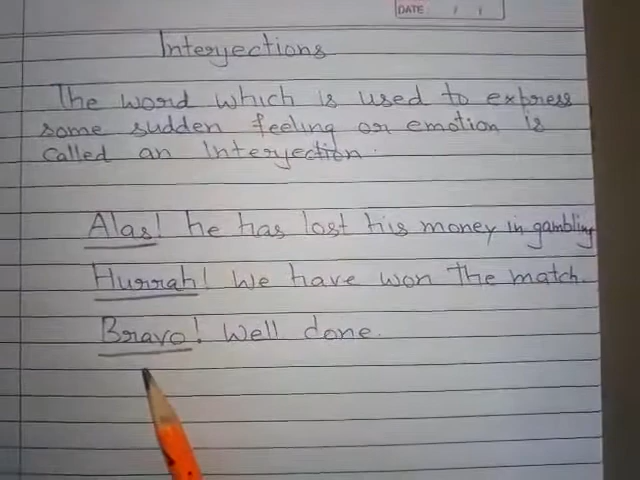 DATE: / /
Interjections
The word which is used to express
some sudden feeling or emotion is
called an Interjection.
Alas! he has lost his money in gambling
Hurrah! We have won the match.
Bravo! Well done.